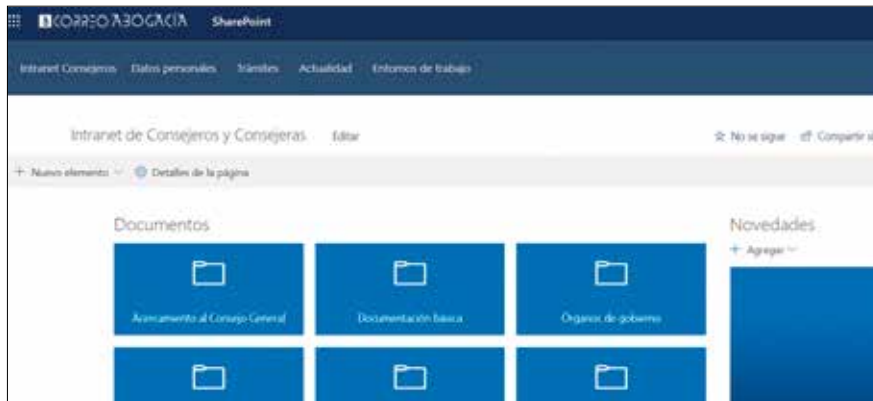 CORREO ABOGACÍA SharePoint
Intranet Consejeros Datos personales Trámites Actualidad Entornos de trabajo
Intranet de Consejeros y Consejeras Editar
No se sigue Compartir
+ Nuevo elemento Detalles de la página
Documentos
Novedades
+ Agregar
Acercamiento al Consejo General
Documentación básica
Órganos de gobierno